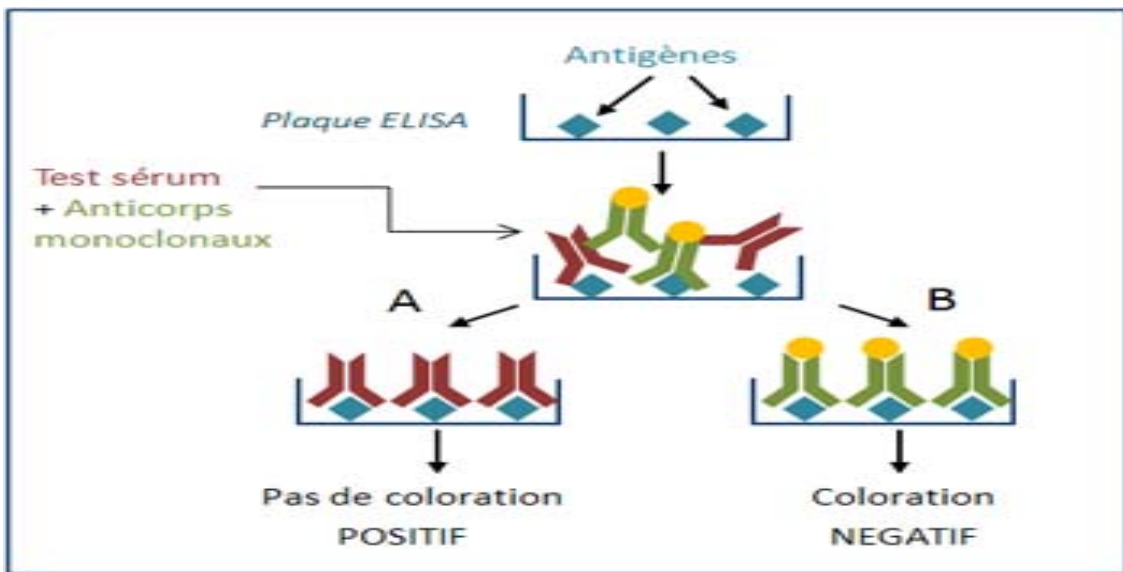 Antigènes
Plaque ELISA
Test sérum
+ Anticorps
monoclonaux
A
B
Pas de coloration
POSITIF
Coloration
NEGATIF